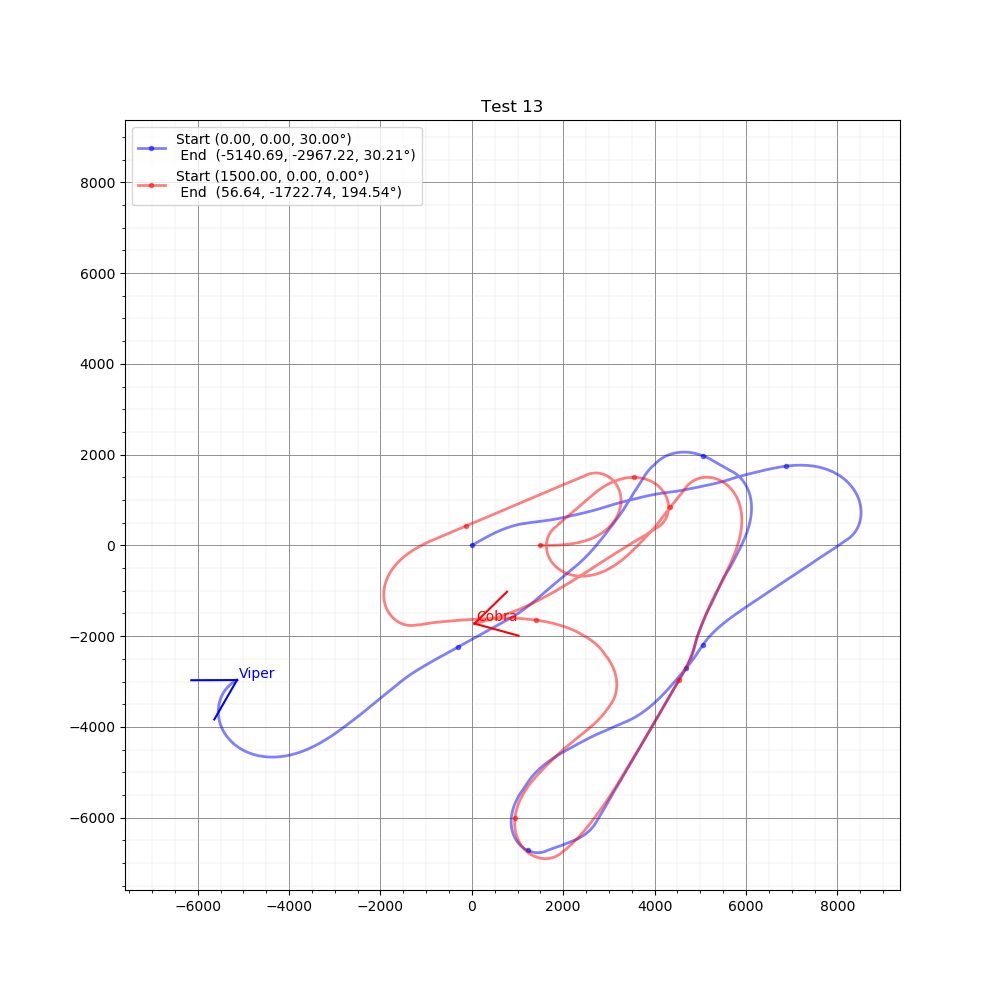 Test 13
Start (0.00, 0.00, 30.00°)
End (-5140.69, -2967.22, 30.21°)
Start (1500.00, 0.00, 0.00°)
End (56.64, -1722.74, 194.54°)
8000
6000
4000
2000
0
−2000
−4000
−6000
Cobra
Viper
−6000 −4000 −2000 0 2000 4000 6000 8000